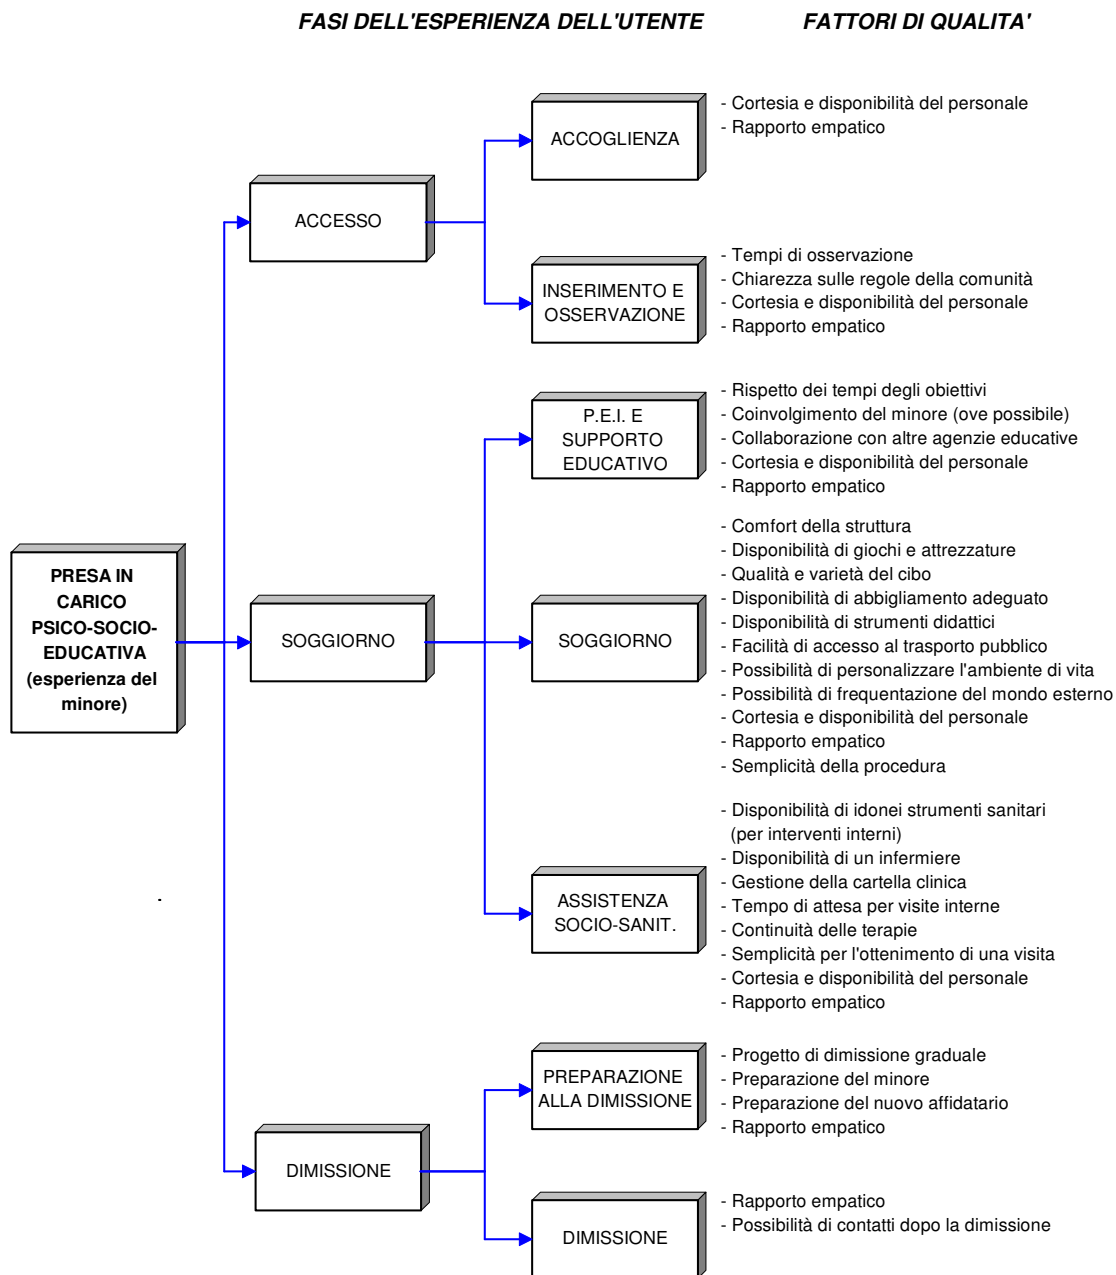 FASI DELL'ESPERIENZA DELL'UTENTE
FATTORI DI QUALITA'
ACCOGLIENZA
- Cortesia e disponibilità del personale
- Rapporto empatico
ACCESSO
INSERIMENTO E
OSSERVAZIONE
- Tempi di osservazione
- Chiarezza sulle regole della comunità
- Cortesia e disponibilità del personale
- Rapporto empatico
P.E.I. E
SUPPORTO
EDUCATIVO
- Rispetto dei tempi degli obiettivi
- Coinvolgimento del minore (ove possibile)
- Collaborazione con altre agenzie educative
- Cortesia e disponibilità del personale
- Rapporto empatico
PRESA IN
CARICO
PSICO-SOCIO-
EDUCATIVA
(esperienza del
minore)
SOGGIORNO
SOGGIORNO
- Comfort della struttura
- Disponibilità di giochi e attrezzature
- Qualità e varietà del cibo
- Disponibilità di abbigliamento adeguato
- Disponibilità di strumenti didattici
- Facilità di accesso al trasporto pubblico
- Possibilità di personalizzare l'ambiente di vita
- Possibilità di frequentazione del mondo esterno
- Cortesia e disponibilità del personale
- Rapporto empatico
- Semplicità della procedura
ASSISTENZA
SOCIO-SANIT.
- Disponibilità di idonei strumenti sanitari
(per interventi interni)
- Disponibilità di un infermiere
- Gestione della cartella clinica
- Tempo di attesa per visite interne
- Continuità delle terapie
- Semplicità per l'ottenimento di una visita
- Cortesia e disponibilità del personale
- Rapporto empatico
PREPARAZIONE
ALLA DIMISSIONE
- Progetto di dimissione graduale
- Preparazione del minore
- Preparazione del nuovo affidatario
- Rapporto empatico
DIMISSIONE
DIMISSIONE
- Rapporto empatico
- Possibilità di contatti dopo la dimissione